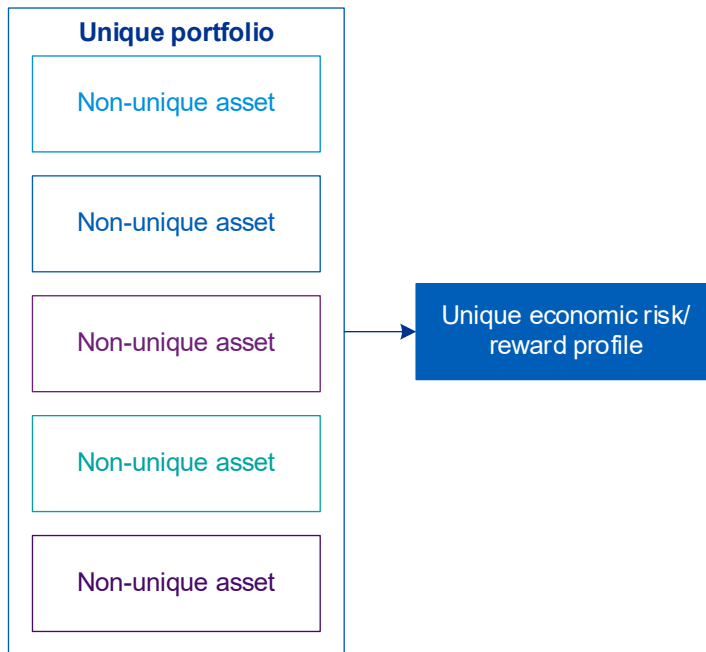 Unique portfolio
Non-unique asset
Non-unique asset
Non-unique asset
Non-unique asset
Non-unique asset
Unique economic risk/
reward profile